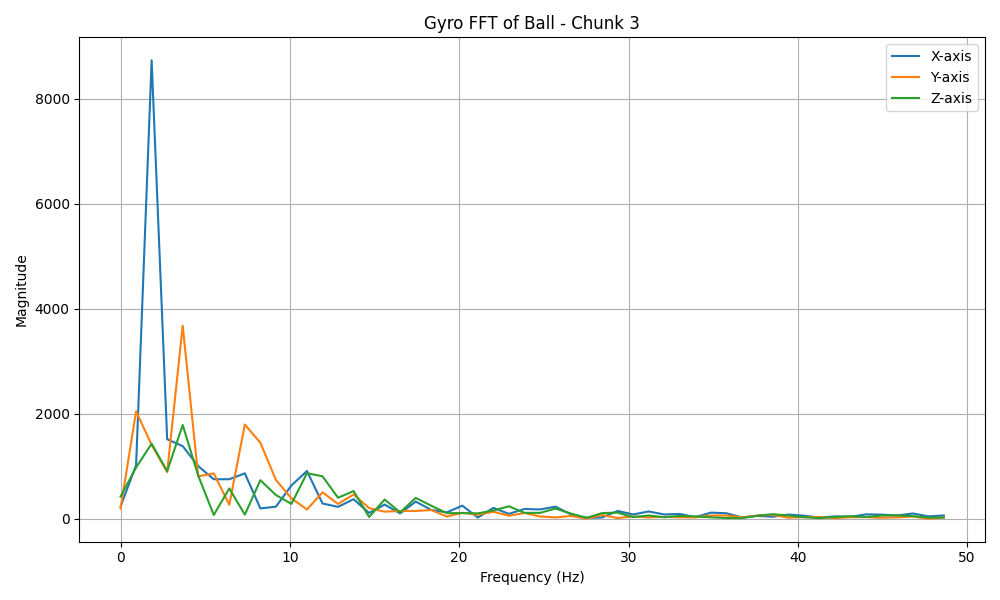 Gyro FFT of Ball - Chunk 3
X-axis
Y-axis
Z-axis
Magnitude
8000
6000
4000
2000
0
0 10 20 30 40 50
Frequency (Hz)